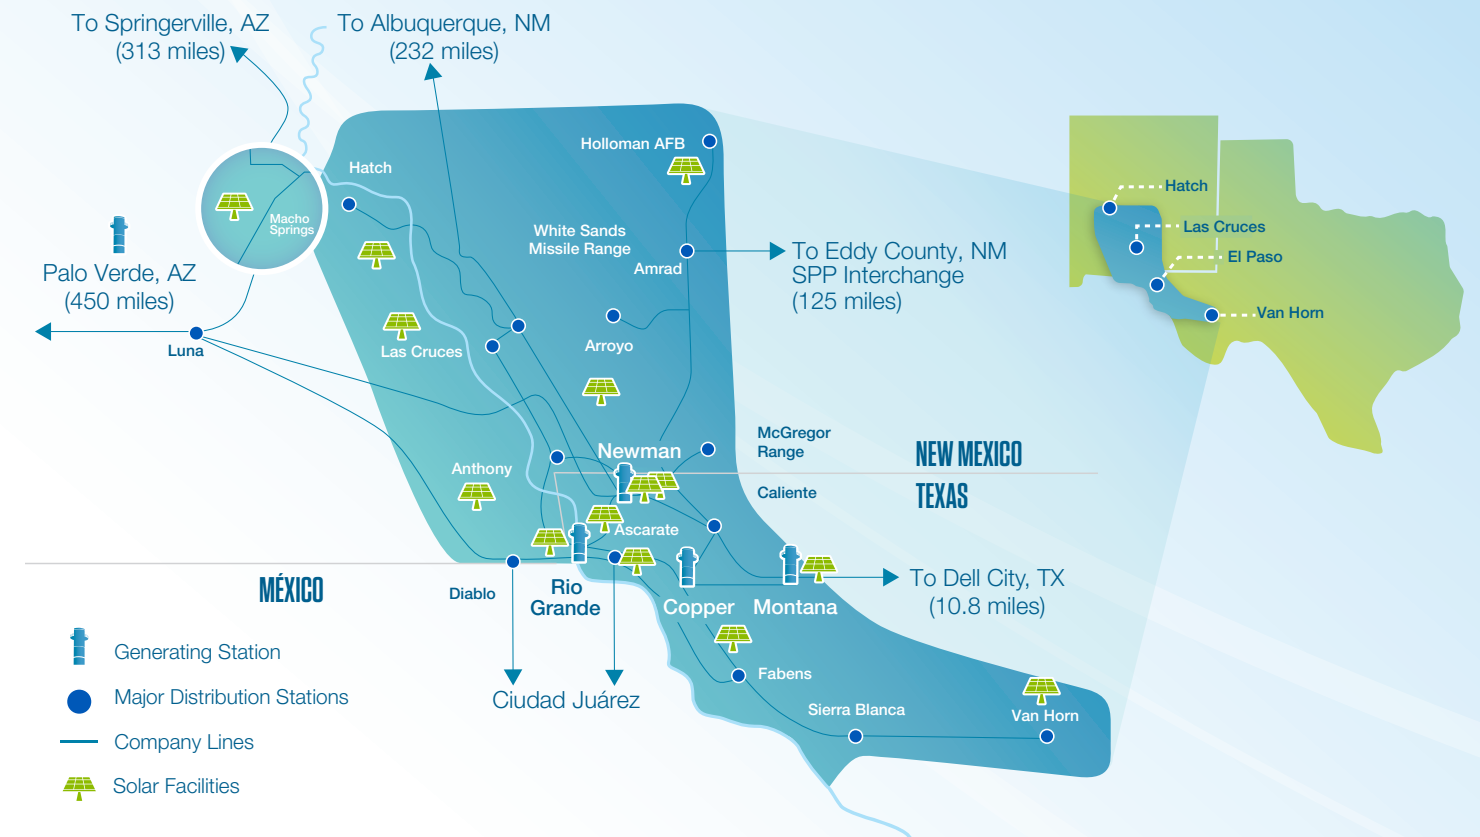 To Springerville, AZ
(313 miles)
To Albuquerque, NM
(232 miles)
Holloman AFB
Hatch
Macho
Springs
White Sands
Missile Range
Amrad
To Eddy County, NM
SPP Interchange
(125 miles)
Palo Verde, AZ
(450 miles)
Luna
Las Cruces
Arroyo
Hatch
Las Cruces
El Paso
Van Horn
McGregor
Range
NEW MEXICO
Newman
Anthony
Caliente
TEXAS
Ascarate
MÉXICO
Diablo
Rio
Grande
Copper
Montana
To Dell City, TX
(10.8 miles)
Ciudad Juárez
Fabens
Sierra Blanca
Van Horn
Generating Station
Major Distribution Stations
Company Lines
Solar Facilities